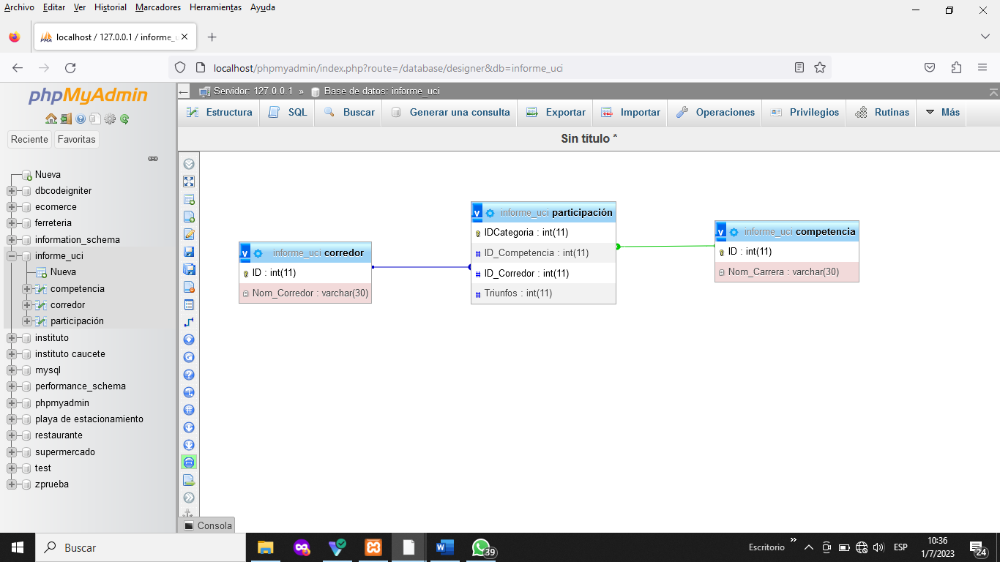 Archivo Editar Ver Historial Marcadores Herramientas Ayuda
localhost / 127.0.0.1 / informe_u
localhost/phpmyadmin/index.php?route=/database/designer&db=informe_uci
phpMyAdmin
Servidor: 127.0.0.1 » Base de datos: informe_uci
Estructura SQL Buscar Generar una consulta Exportar Importar Operaciones Privilegios Rutinas Más
Reciente Favoritas
Sin título *
Nueva
dbcodeigniter
ecomerce
ferreteria
information_schema
informe_uci
Nueva
competencia
corredor
participación
instituto
instituto caucete
mysql
performance_schema
phpmyadmin
playa de estacionamiento
restaurante
supermercado
test
zprueba
v informe_uci corredor
ID : int(11)
Nom_Corredor : varchar(30)
v informe_uci participación
IDCategoria : int(11)
# ID_Competencia : int(11)
# ID_Corredor : int(11)
# Triunfos : int(11)
v informe_uci competencia
ID : int(11)
Nom_Carrera : varchar(30)
Consola
Buscar
39
Escritorio »
ESP
10:36
1/7/2023
24